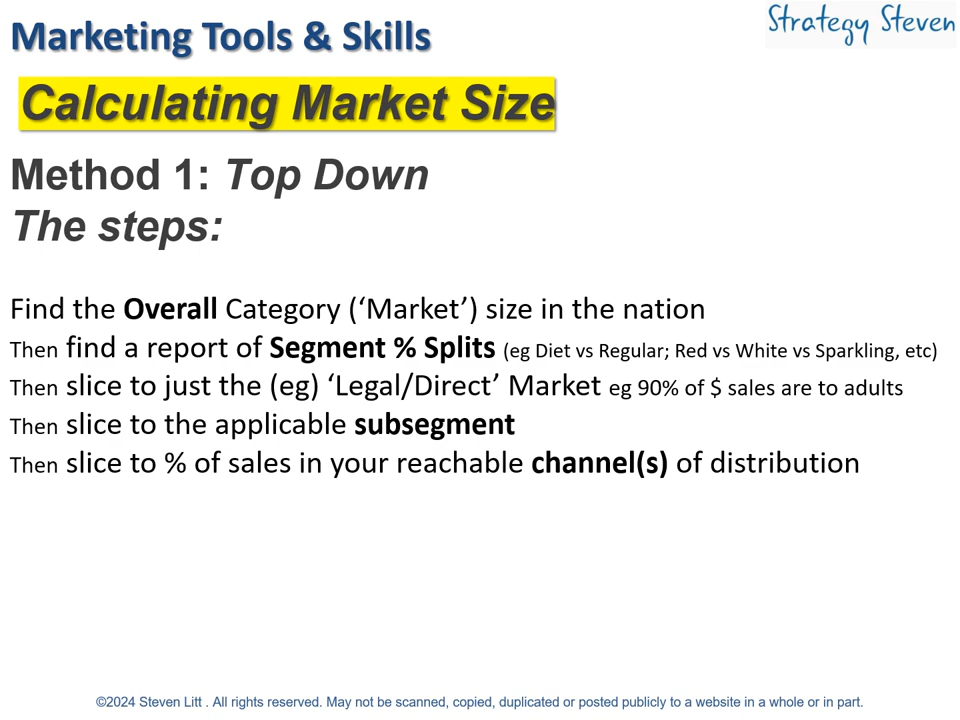 Marketing Tools & Skills
Strategy Steven
Calculating Market Size
Method 1: Top Down
The steps:
Find the Overall Category (‘Market’) size in the nation
Then find a report of Segment % Splits (eg Diet vs Regular; Red vs White vs Sparkling, etc)
Then slice to just the (eg) ‘Legal/Direct’ Market eg 90% of $ sales are to adults
Then slice to the applicable subsegment
Then slice to % of sales in your reachable channel(s) of distribution
©2024 Steven Litt . All rights reserved. May not be scanned, copied, duplicated or posted publicly to a website in a whole or in part.